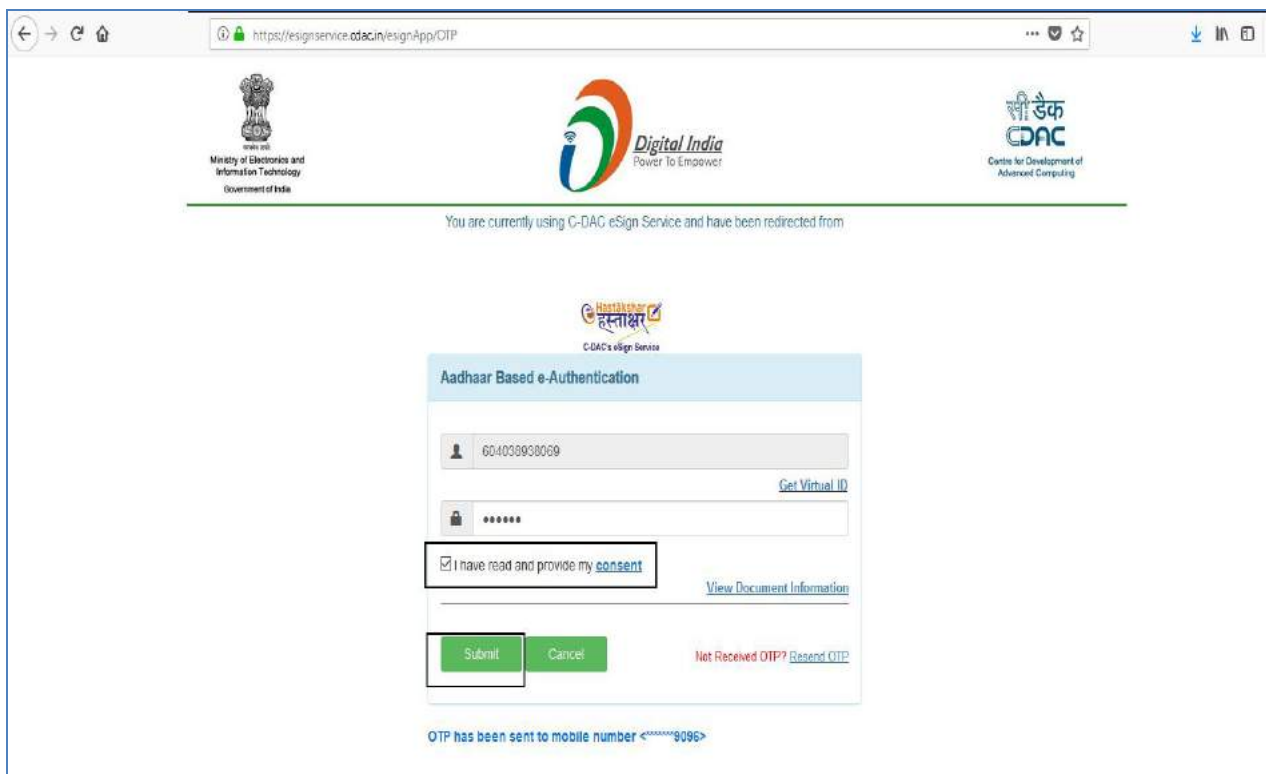 https://esignservice.cdac.in/esignApp/OTP
Ministry of Electronics and
Information Technology
Government of India
Digital India
Power To Empower
सी डैक
CDAC
Centre for Development of
Advanced Computing
You are currently using C-DAC eSign Service and have been redirected from
Hastakshar
हस्ताक्षर
C-DAC's eSign Service
Aadhaar Based e-Authentication
604038938069
Get Virtual ID
I have read and provide my consent
View Document Information
Submit
Cancel
Not Received OTP? Resend OTP
OTP has been sent to mobile number <******9096>